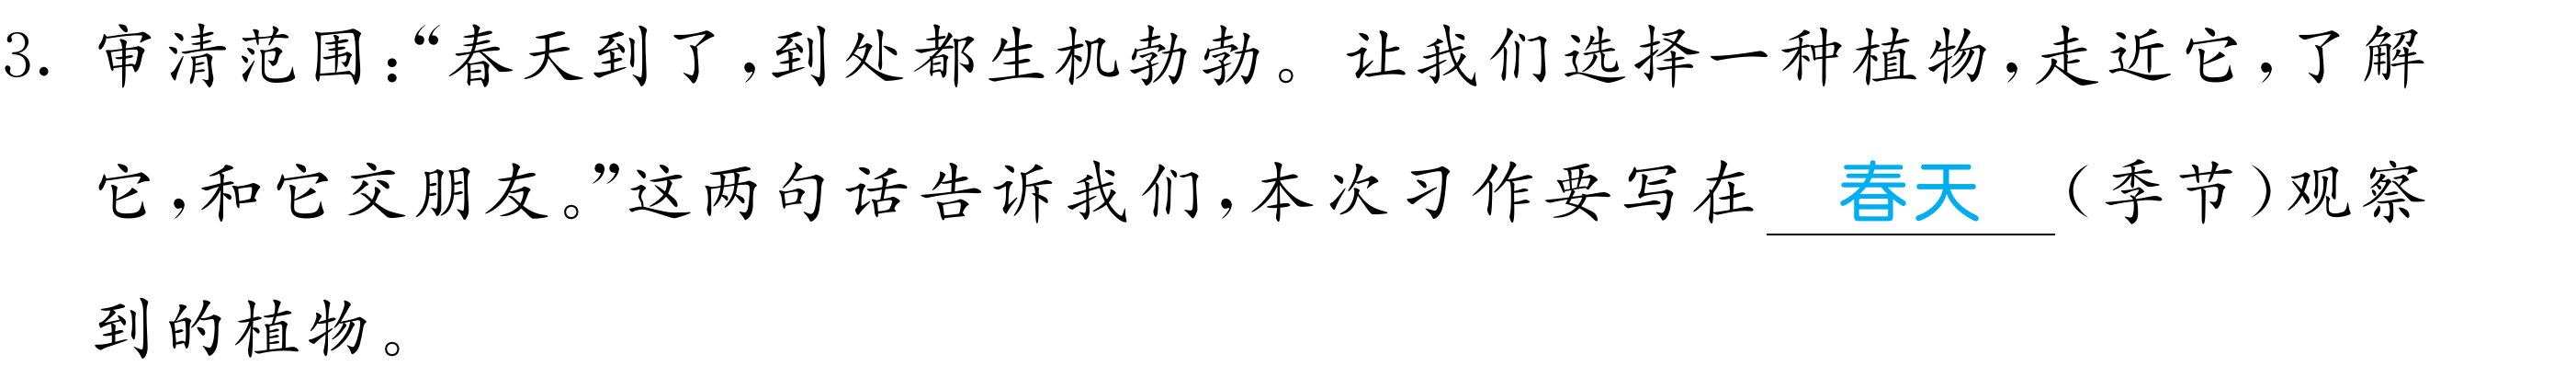 3. 审清范围:“春天到了,到处都生机勃勃。让我们选择一种植物,走近它,了解
它,和它交朋友。”这两句话告诉我们,本次习作要写在 春天 (季节)观察
到的植物。